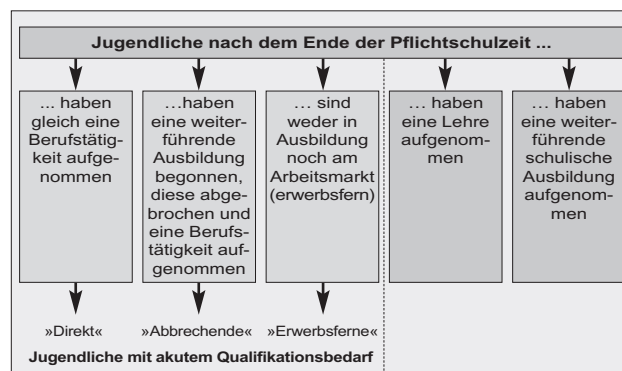 Jugendliche nach dem Ende der Pflichtschulzeit ...
... haben
gleich eine
Berufstätig-
keit aufge-
nommen
…haben
eine weiter-
führende
Ausbildung
begonnen,
diese abge-
brochen und
eine Berufs-
tätigkeit auf-
genommen
… sind
weder in
Ausbildung
noch am
Arbeitsmarkt
(erwerbsfern)
… haben
eine Lehre
aufgenom-
men
… haben
eine weiter-
führende
schulische
Ausbildung
aufgenom-
men
»Direkt«
»Abbrechende«
»Erwerbsferne«
Jugendliche mit akutem Qualifikationsbedarf